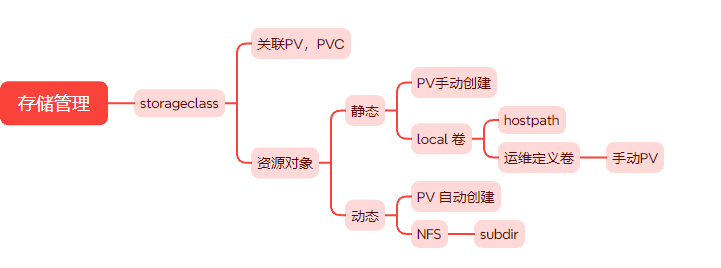 存储管理
storageclass
关联PV，PVC
资源对象
静态
PV手动创建
local 卷
hostpath
运维定义卷
手动PV
动态
PV 自动创建
NFS
subdir